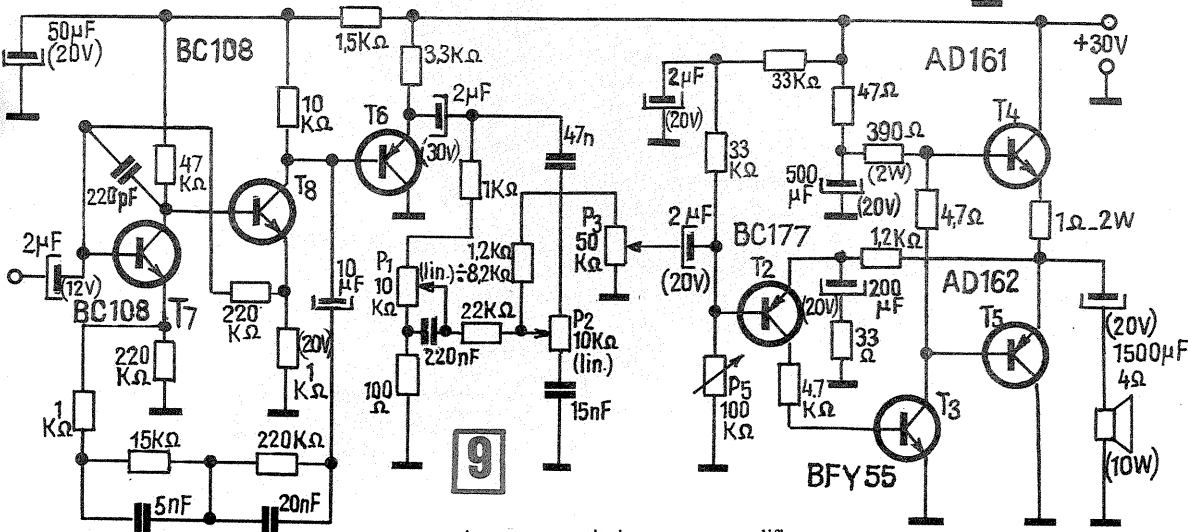 50µF
(20V)
BC108
1,5KΩ
3,3KΩ
+30V
AD161
33KΩ
2µF
(20V)
47Ω
T4
10
KΩ
T6
2µF
(30V)
47n
390Ω
(2W)
33
KΩ
500
µF
(20V)
47
KΩ
220pF
T8
1KΩ
4,7Ω
1Ω_2W
P3
50
KΩ
2µF
(20V)
BC177
1,2KΩ
2µF
(12V)
BC108
T7
10
µF
(20V)
P1
10
KΩ
(lin.)
1,2KΩ
÷8,2KΩ
T2
(20V)
200
µF
AD162
T5
220
KΩ
22KΩ
P2
10KΩ
(lin.)
220nF
33
Ω
(20V)
1500µF
4Ω
220
KΩ
1
KΩ
100
Ω
15nF
P5
100
KΩ
4.7
KΩ
T3
1
KΩ
15KΩ
220KΩ
9
BFY55
(10W)
5nF
20nF